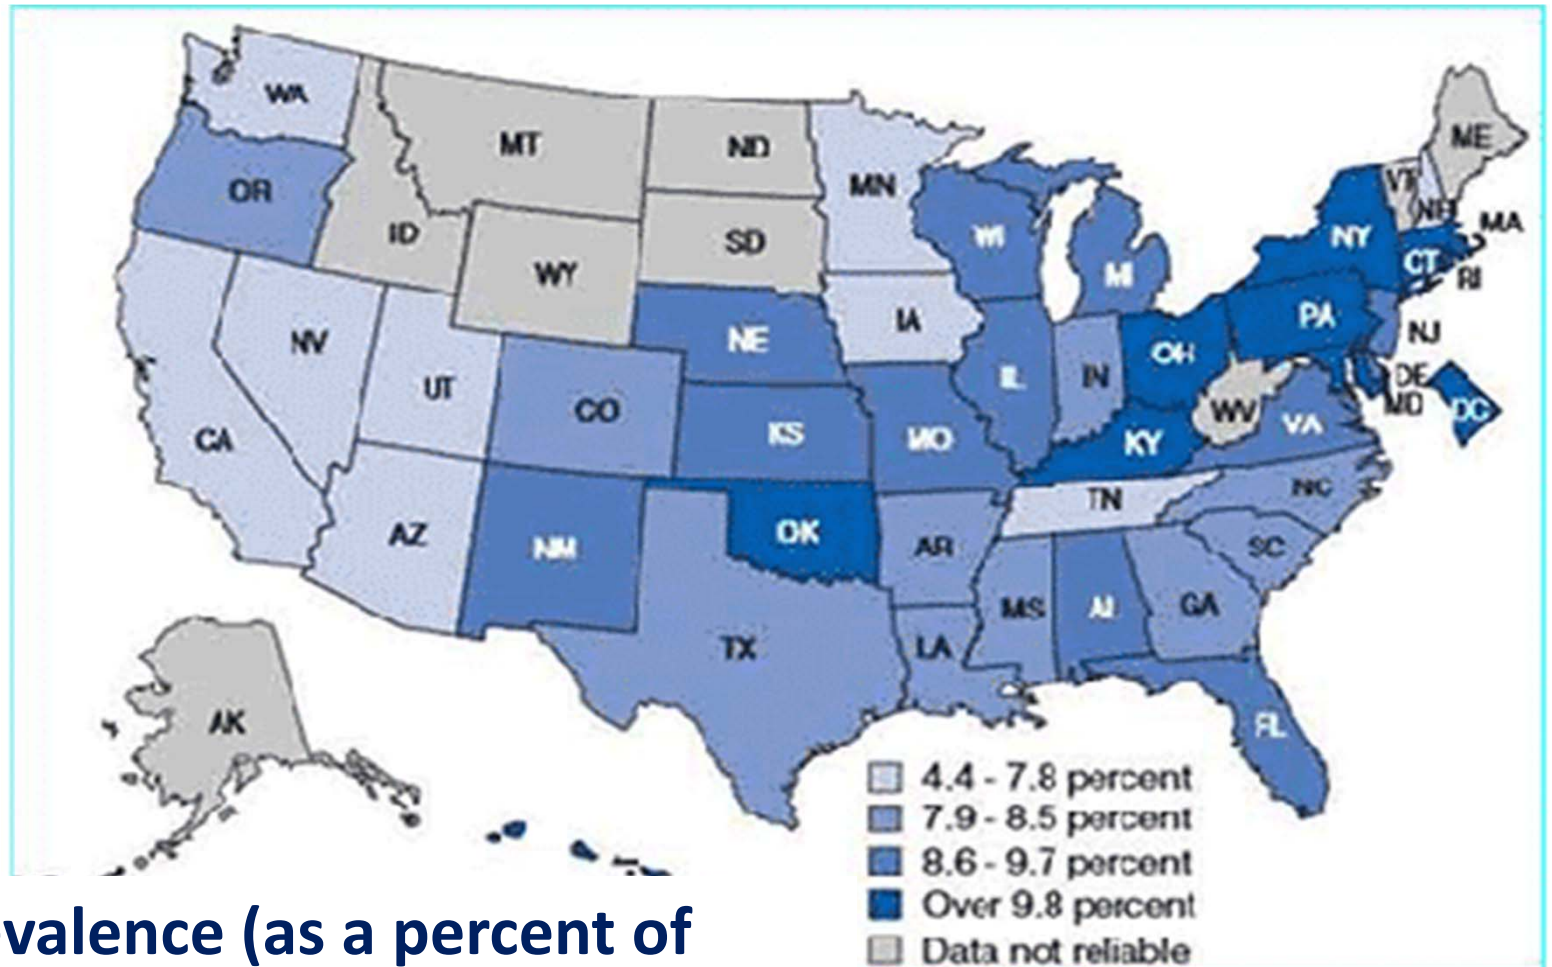 WA
MT
ND
MN
ME
VT
NH
MA
OR
ID
SD
WI
NY
CT
RI
WY
MI
PA
NJ
NV
UT
NE
IA
IL
IN
OH
DE
MD
DC
WV
VA
CA
CO
KS
MO
KY
TN
NC
AZ
NM
OK
AR
SC
MS
GA
TX
LA
FL
AK
4.4 - 7.8 percent
7.9 - 8.5 percent
8.6 - 9.7 percent
Over 9.8 percent
Data not reliable
valence (as a percent of